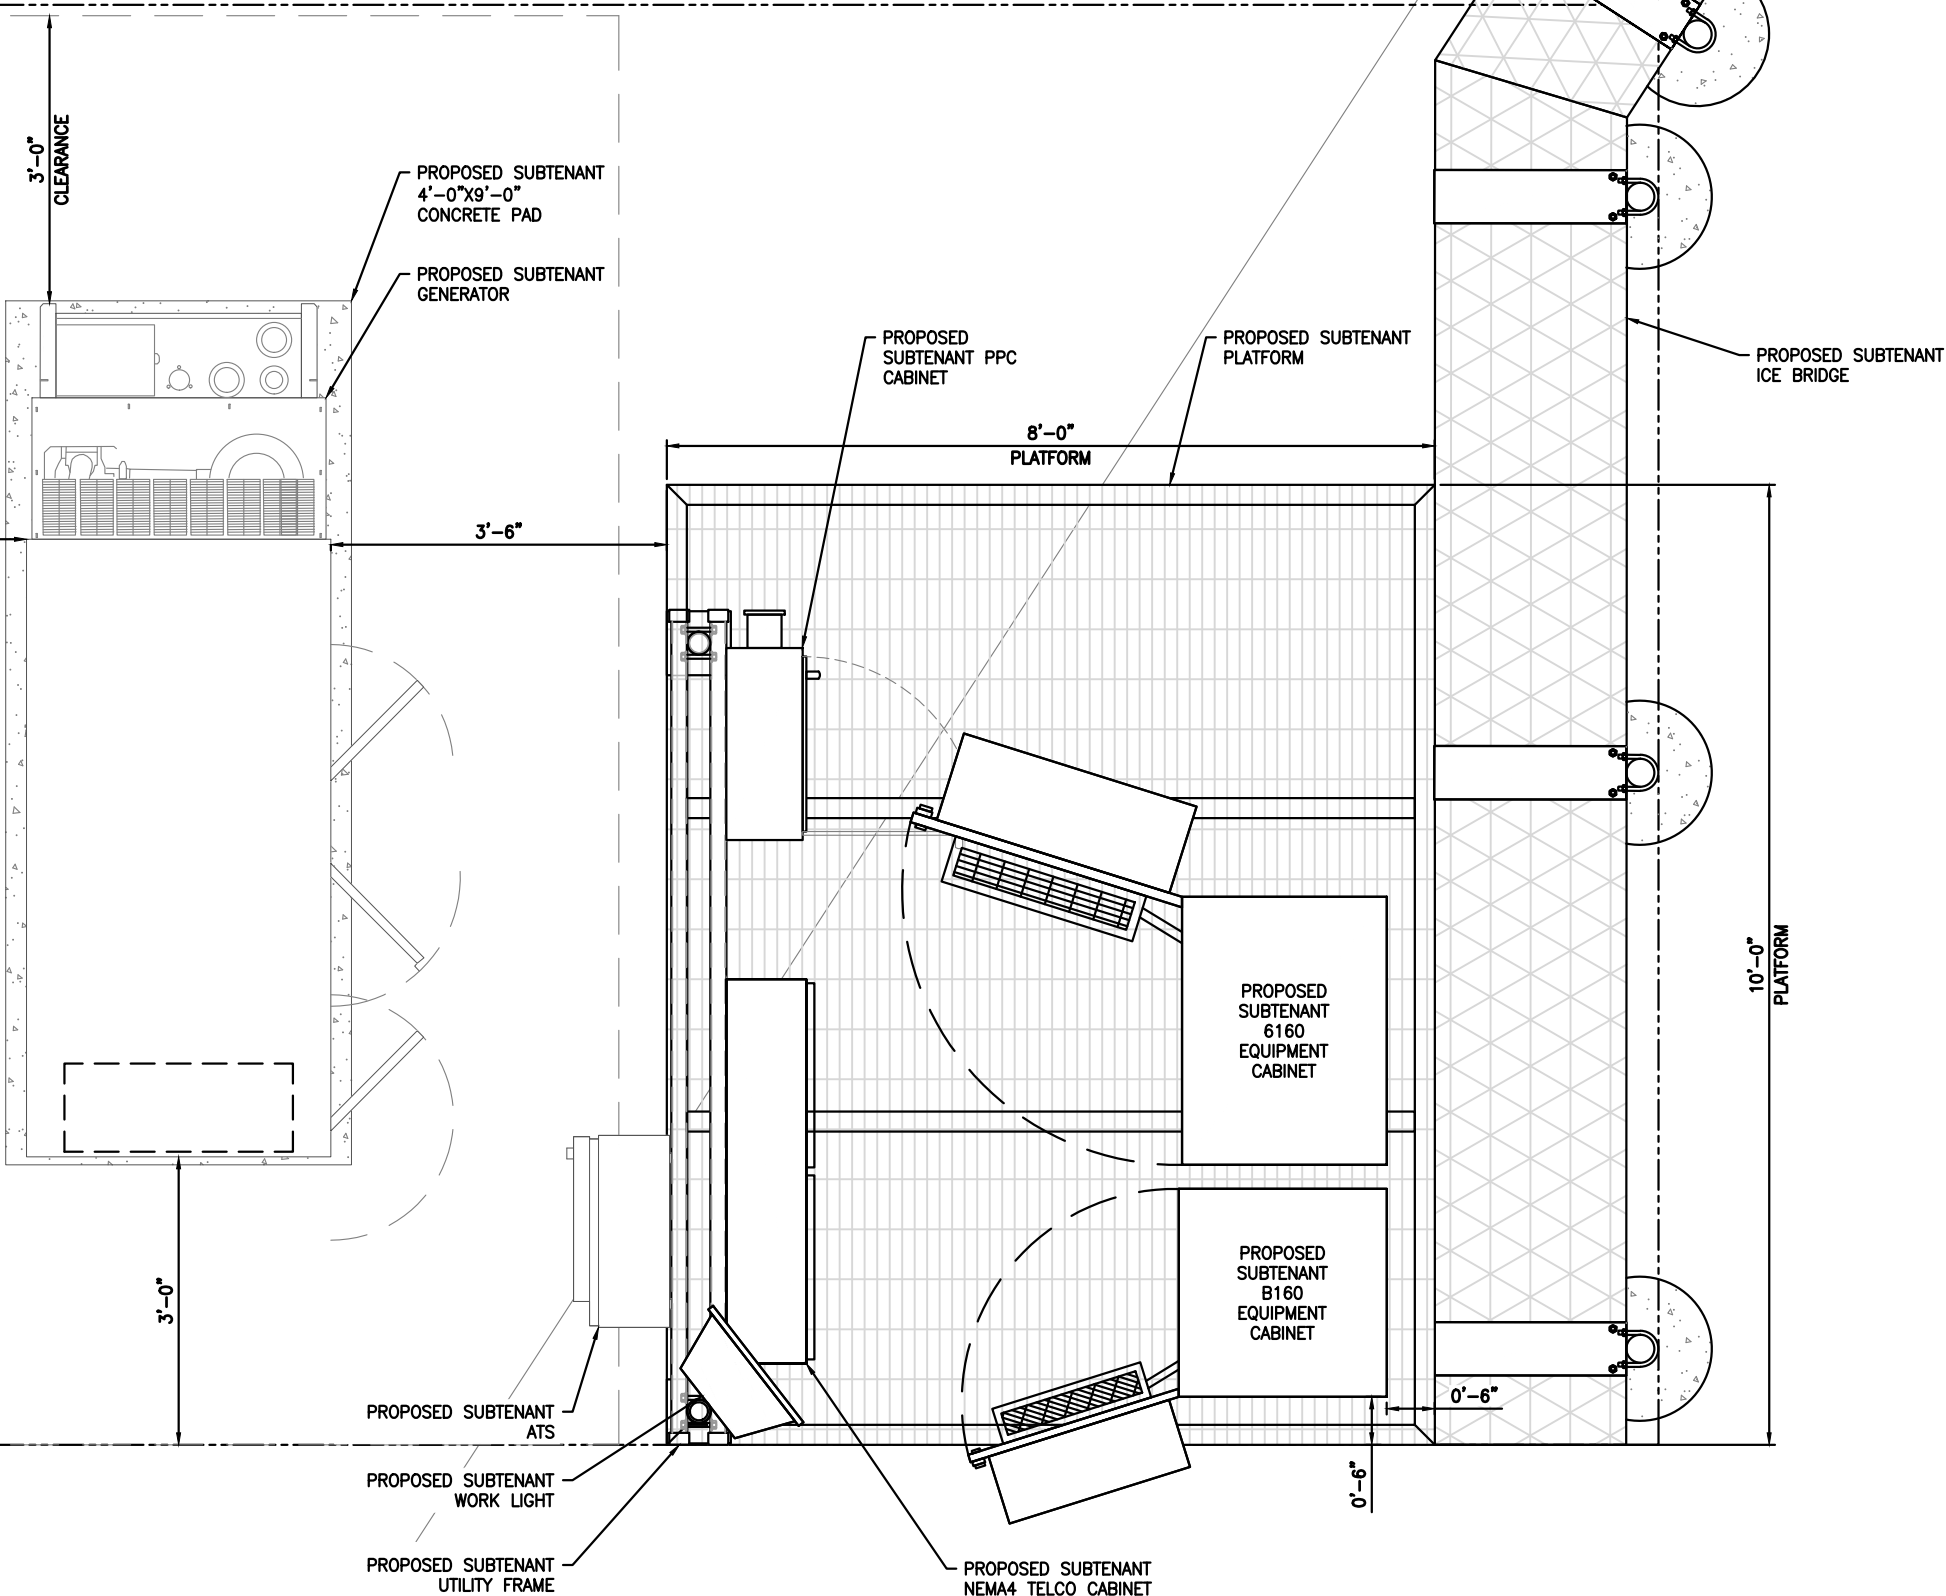 3'-0"
CLEARANCE
PROPOSED SUBTENANT
4'-0"X9'-0"
CONCRETE PAD
PROPOSED SUBTENANT
GENERATOR
PROPOSED
SUBTENANT PPC
CABINET
PROPOSED SUBTENANT
PLATFORM
PROPOSED SUBTENANT
ICE BRIDGE
8'-0"
PLATFORM
3'-6"
10'-0"
PLATFORM
PROPOSED
SUBTENANT
6160
EQUIPMENT
CABINET
PROPOSED
SUBTENANT
B160
EQUIPMENT
CABINET
3'-0"
0'-6"
0'-6"
PROPOSED SUBTENANT
ATS
PROPOSED SUBTENANT
WORK LIGHT
PROPOSED SUBTENANT
UTILITY FRAME
PROPOSED SUBTENANT
NEMA4 TELCO CABINET